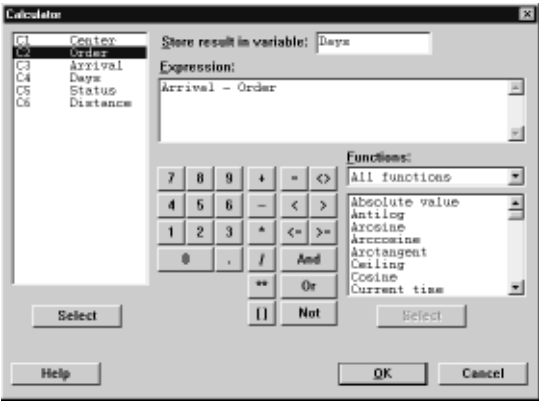 Calculator
C1 Center
C2 Order
C3 Arrival
C4 Days
C5 Status
C6 Distance
Store result in variable: Days
Expression:
Arrival - Order
Functions:
All functions
7 8 9 + = <>
4 5 6 - < >
1 2 3 * <= >=
0 . / And
** Or
[] Not
Absolute value
Antilog
Arcsine
Arccosine
Arctangent
Ceiling
Cosine
Current time
Select
Select
Help
OK
Cancel